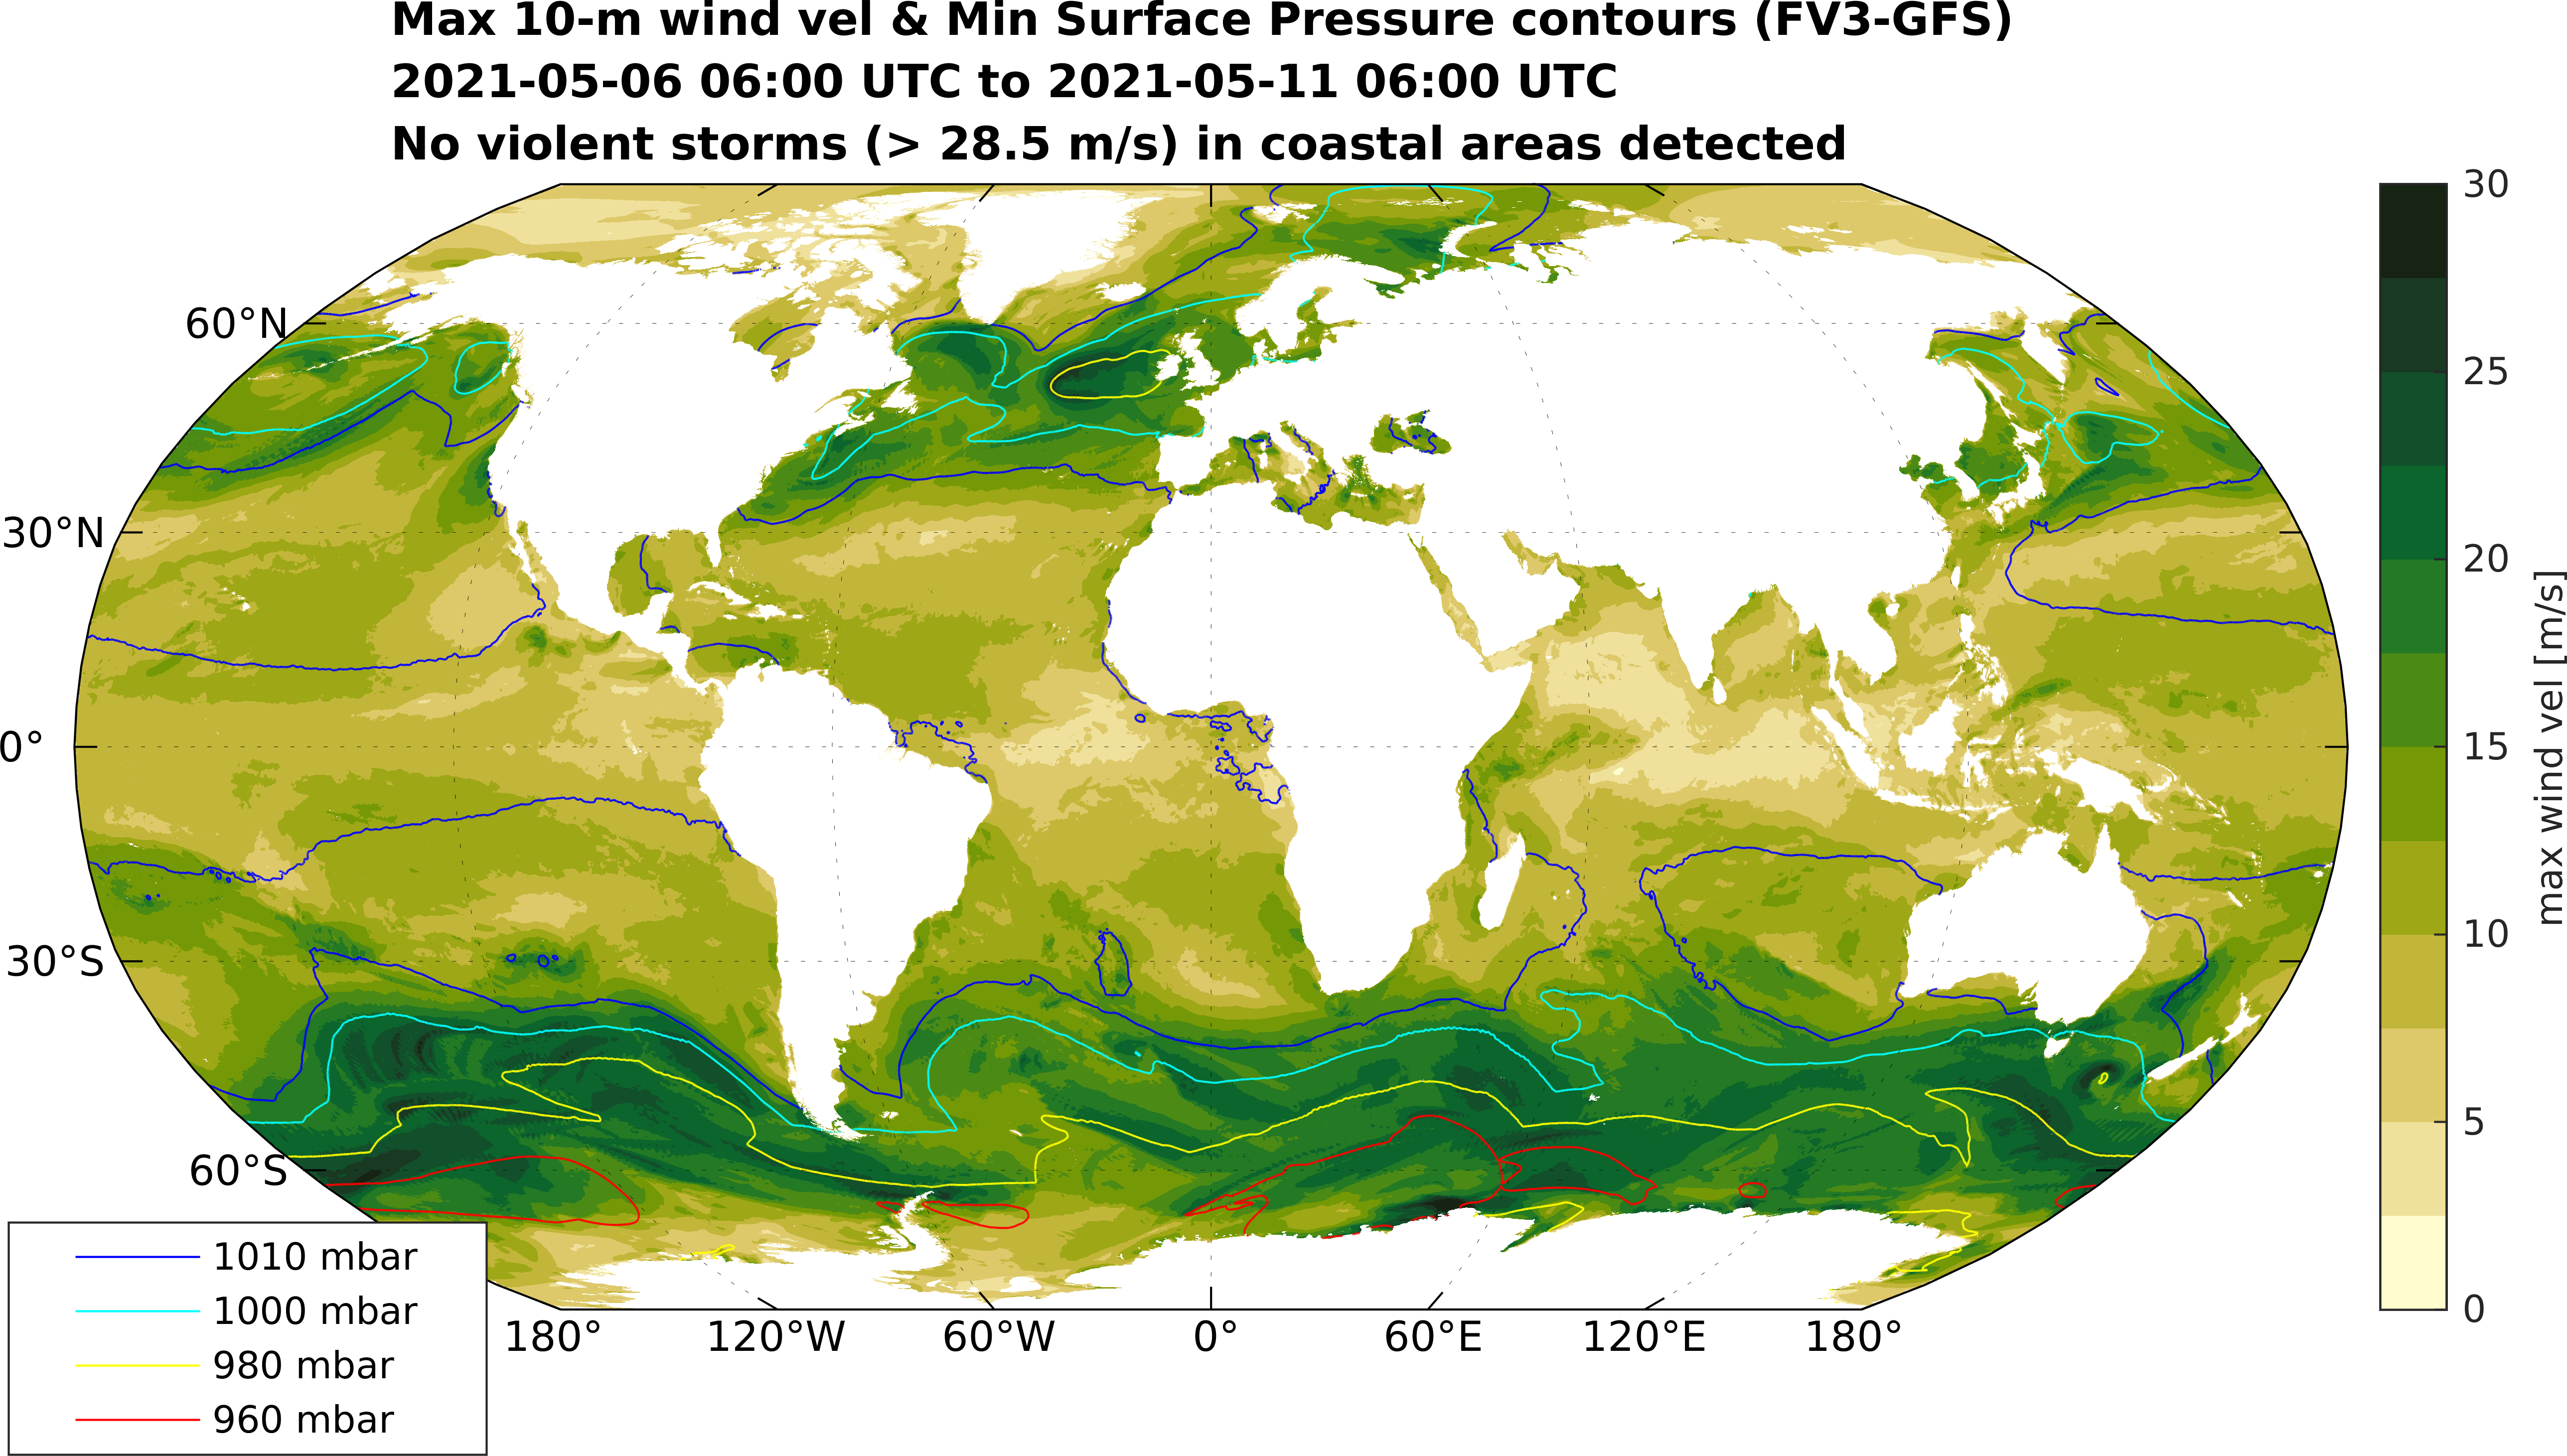 Max 10-m wind vel & Min Surface Pressure contours (FV3-GFS)
2021-05-06 06:00 UTC to 2021-05-11 06:00 UTC
No violent storms (> 28.5 m/s) in coastal areas detected
60°N
30°N
0°
30°S
60°S
180°
120°W
60°W
0°
60°E
120°E
180°
1010 mbar
1000 mbar
980 mbar
960 mbar
30
25
20
15
10
5
0
max wind vel [m/s]